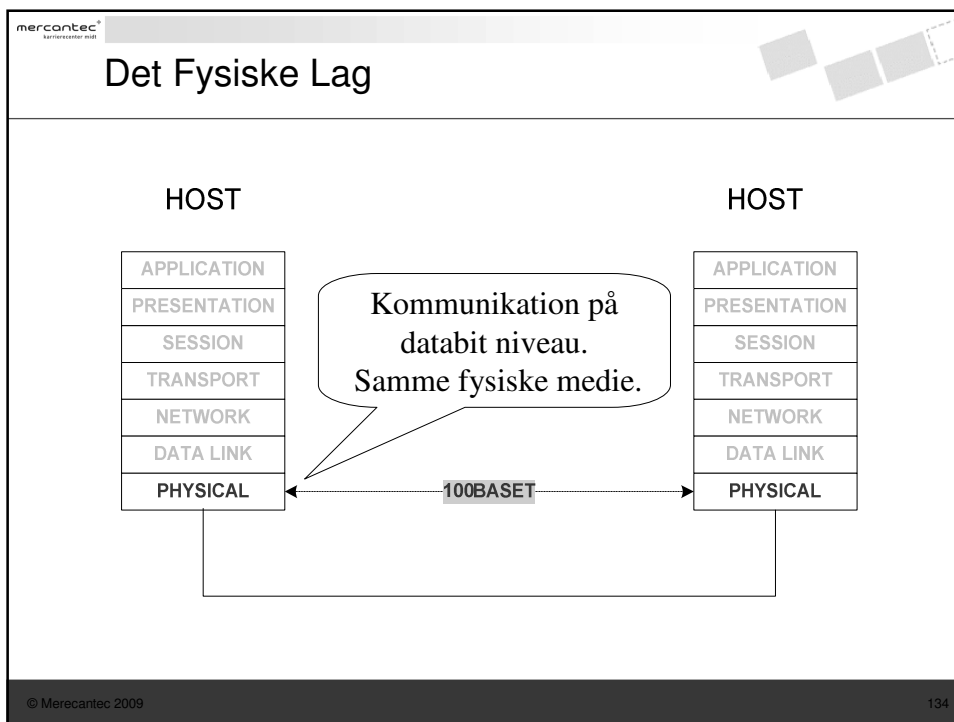 mercantec+
karrierecenter midt
Det Fysiske Lag
HOST
HOST
APPLICATION
PRESENTATION
SESSION
TRANSPORT
NETWORK
DATA LINK
PHYSICAL
Kommunikation på
databit niveau.
Samme fysiske medie.
100BASET
APPLICATION
PRESENTATION
SESSION
TRANSPORT
NETWORK
DATA LINK
PHYSICAL
© Merecantec 2009
134